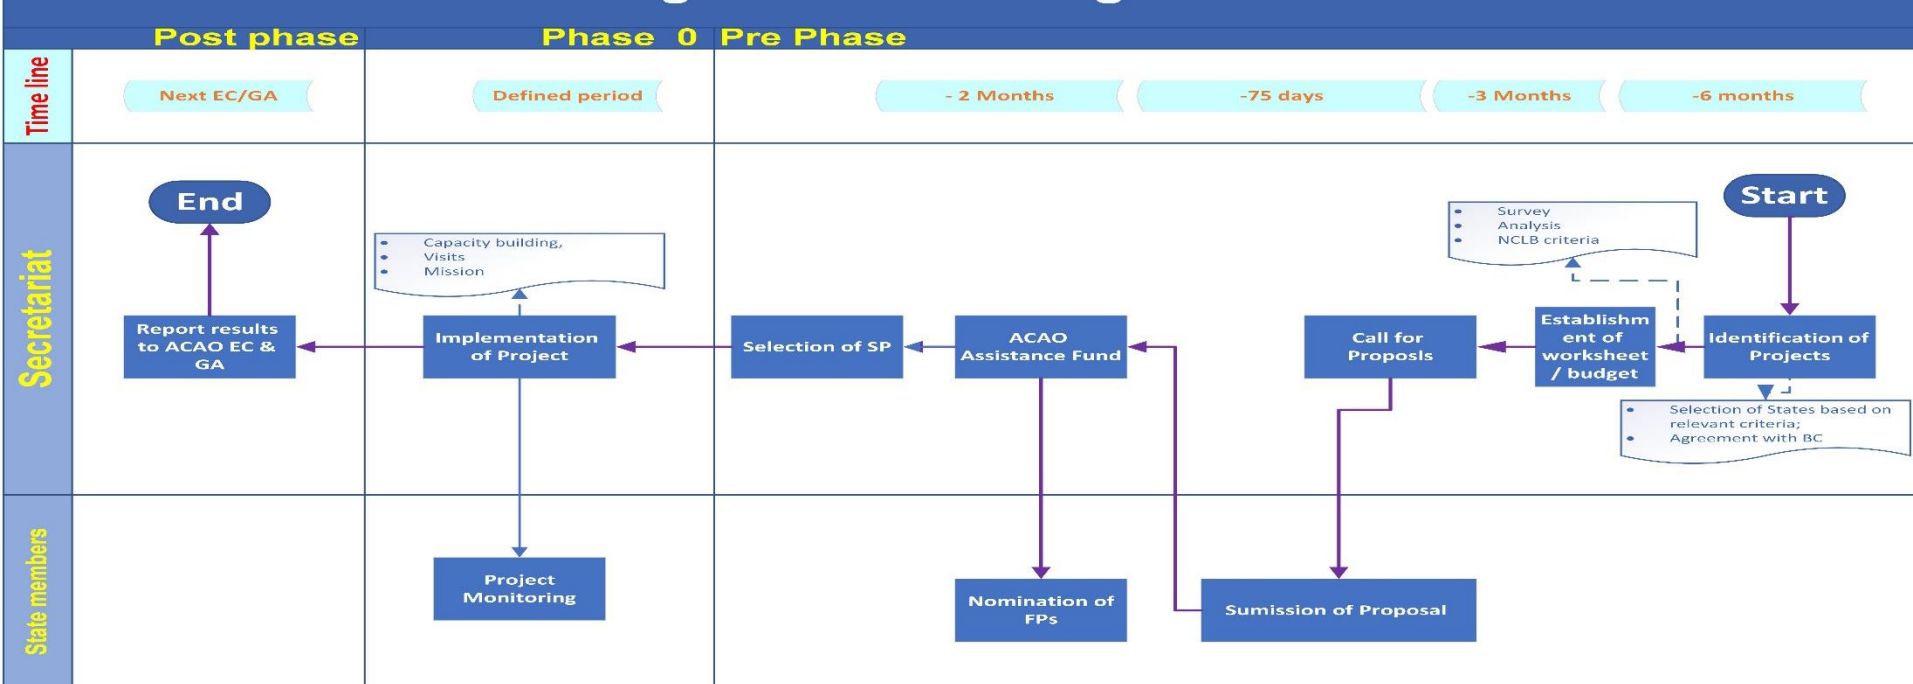 Post phase
Phase 0
Pre Phase
Time line
Next EC/GA
Defined period
- 2 Months
-75 days
-3 Months
-6 months
Secretariat
End
Start
• Survey
• Analysis
• NCLB criteria
• Capacity building,
• Visits
• Mission
Report results
to ACAO EC &
GA
Implementation
of Project
Selection of SP
ACAO
Assistance Fund
Call for
Proposls
Establishm
ent of
worksheet
/ budget
Identification of
Projects
• Selection of States based on
relevant criteria;
• Agreement with BC
State members
Project
Monitoring
Nomination of
FPs
Sumission of Proposal